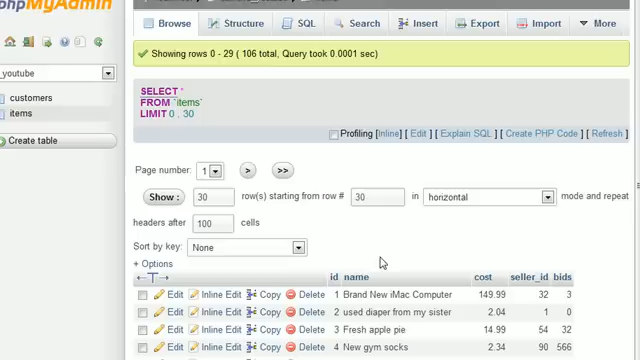 phpMyAdmin
Browse Structure SQL Search Insert Export Import More
Showing rows 0 - 29 ( 106 total, Query took 0.0001 sec)
youtube
customers
items
Create table
SELECT *
FROM `items`
LIMIT 0 , 30
Profiling [Inline] [ Edit ] [ Explain SQL ] [ Create PHP Code ] [ Refresh ]
Page number: 1 > >>
Show : 30 row(s) starting from row # 30 in horizontal mode and repeat
headers after 100 cells
Sort by key: None
+ Options
←T→ id name cost seller_id bids
Edit Inline Edit Copy Delete 1 Brand New iMac Computer 149.99 32 3
Edit Inline Edit Copy Delete 2 used diaper from my sister 2.04 1 0
Edit Inline Edit Copy Delete 3 Fresh apple pie 14.99 54 32
Edit Inline Edit Copy Delete 4 New gym socks 2.34 90 566